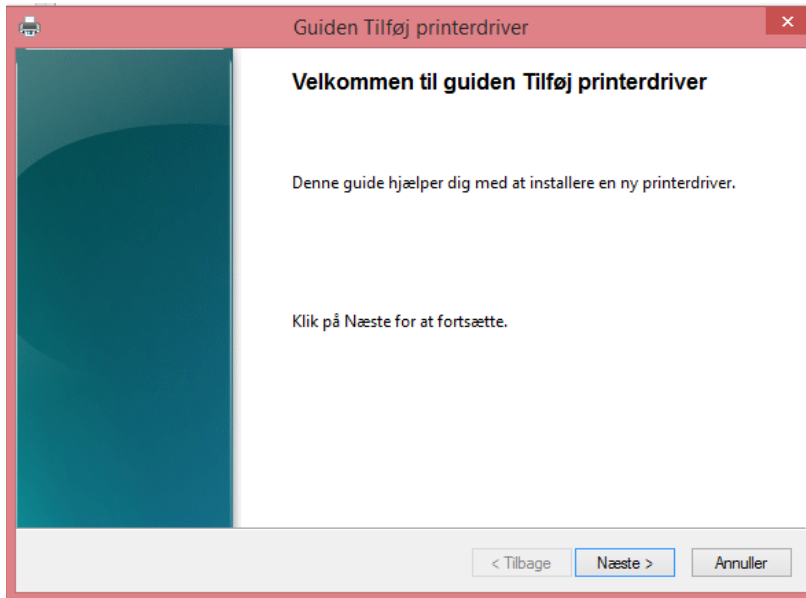 Guiden Tilføj printerdriver
Velkommen til guiden Tilføj printerdriver
Denne guide hjælper dig med at installere en ny printerdriver.
Klik på Næste for at fortsætte.
< Tilbage Næste > Annuller